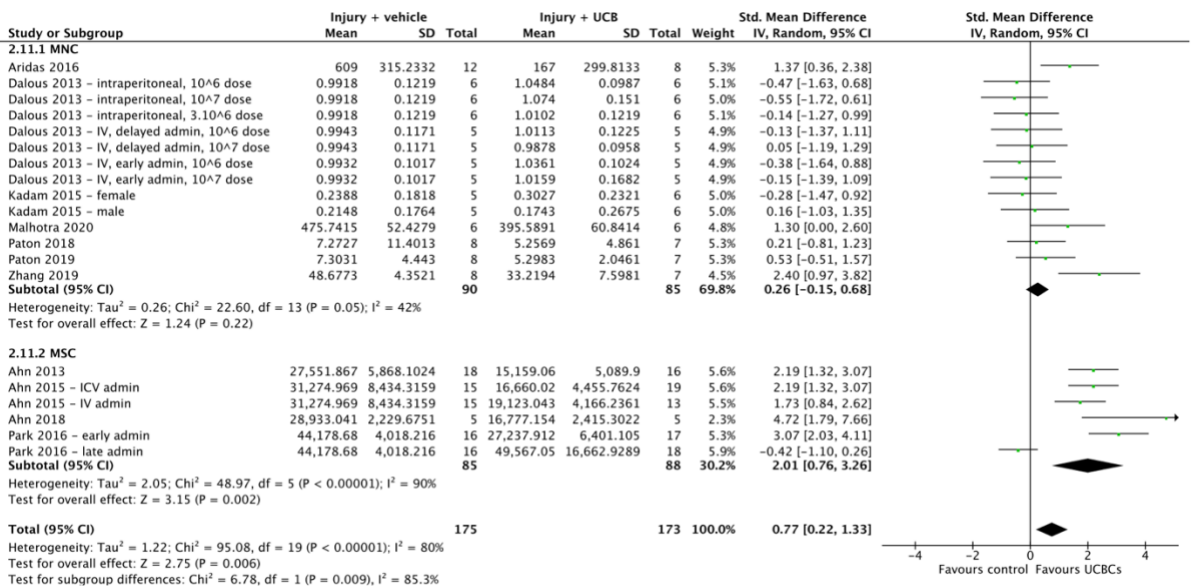 Injury + vehicle Injury + UCB Std. Mean Difference Std. Mean Difference
Study or Subgroup Mean SD Total Mean SD Total Weight IV, Random, 95% CI IV, Random, 95% CI
2.11.1 MNC
Aridas 2016 609 315.2332 12 167 299.8133 8 5.3% 1.37 [0.36, 2.38]
Dalous 2013 – intraperitoneal, 10^6 dose 0.9918 0.1219 6 1.0484 0.0987 6 5.1% −0.47 [−1.63, 0.68]
Dalous 2013 – intraperitoneal, 10^7 dose 0.9918 0.1219 6 1.074 0.151 6 5.1% −0.55 [−1.72, 0.61]
Dalous 2013 – intraperitoneal, 3.10^6 dose 0.9918 0.1219 6 1.0102 0.1219 6 5.1% −0.14 [−1.27, 0.99]
Dalous 2013 – IV, delayed admin, 10^6 dose 0.9943 0.1171 5 1.0113 0.1225 5 4.9% −0.13 [−1.37, 1.11]
Dalous 2013 – IV, delayed admin, 10^7 dose 0.9943 0.1171 5 0.9878 0.0958 5 4.9% 0.05 [−1.19, 1.29]
Dalous 2013 – IV, early admin, 10^6 dose 0.9932 0.1017 5 1.0361 0.1024 5 4.9% −0.38 [−1.64, 0.88]
Dalous 2013 – IV, early admin, 10^7 dose 0.9932 0.1017 5 1.0159 0.1682 5 4.9% −0.15 [−1.39, 1.09]
Kadam 2015 – female 0.2388 0.1818 5 0.3027 0.2321 6 5.0% −0.28 [−1.47, 0.92]
Kadam 2015 – male 0.2148 0.1764 5 0.1743 0.2675 6 5.0% 0.16 [−1.03, 1.35]
Malhotra 2020 475.7415 52.4279 6 395.5891 60.8414 6 4.8% 1.30 [0.00, 2.60]
Paton 2018 7.2727 11.4013 8 5.2569 4.861 7 5.3% 0.21 [−0.81, 1.23]
Paton 2019 7.3031 4.443 8 5.2983 2.0461 7 5.2% 0.53 [−0.51, 1.57]
Zhang 2019 48.6773 4.3521 8 33.2194 7.5981 7 4.5% 2.40 [0.97, 3.82]
Subtotal (95% CI) 90 85 69.8% 0.26 [−0.15, 0.68]
Heterogeneity: Tau² = 0.26; Chi² = 22.60, df = 13 (P = 0.05); I² = 42%
Test for overall effect: Z = 1.24 (P = 0.22)
2.11.2 MSC
Ahn 2013 27,551.867 5,868.1024 18 15,159.06 5,089.9 16 5.6% 2.19 [1.32, 3.07]
Ahn 2015 – ICV admin 31,274.969 8,434.3159 15 16,660.02 4,455.7624 19 5.6% 2.19 [1.32, 3.07]
Ahn 2015 – IV admin 31,274.969 8,434.3159 15 19,123.043 4,166.2361 13 5.6% 1.73 [0.84, 2.62]
Ahn 2018 28,933.041 2,229.6751 5 16,777.154 2,415.3022 5 2.3% 4.72 [1.79, 7.66]
Park 2016 – early admin 44,178.68 4,018.216 16 27,237.912 6,401.105 17 5.3% 3.07 [2.03, 4.11]
Park 2016 – late admin 44,178.68 4,018.216 16 49,567.05 16,662.9289 18 5.9% −0.42 [−1.10, 0.26]
Subtotal (95% CI) 85 88 30.2% 2.01 [0.76, 3.26]
Heterogeneity: Tau² = 2.05; Chi² = 48.97, df = 5 (P < 0.00001); I² = 90%
Test for overall effect: Z = 3.15 (P = 0.002)
Total (95% CI) 175 173 100.0% 0.77 [0.22, 1.33]
Heterogeneity: Tau² = 1.22; Chi² = 95.08, df = 19 (P < 0.00001); I² = 80%
Test for overall effect: Z = 2.75 (P = 0.006)
Test for subgroup differences: Chi² = 6.78, df = 1 (P = 0.009), I² = 85.3%
−4 −2 0 2 4
Favours control Favours UCBCs